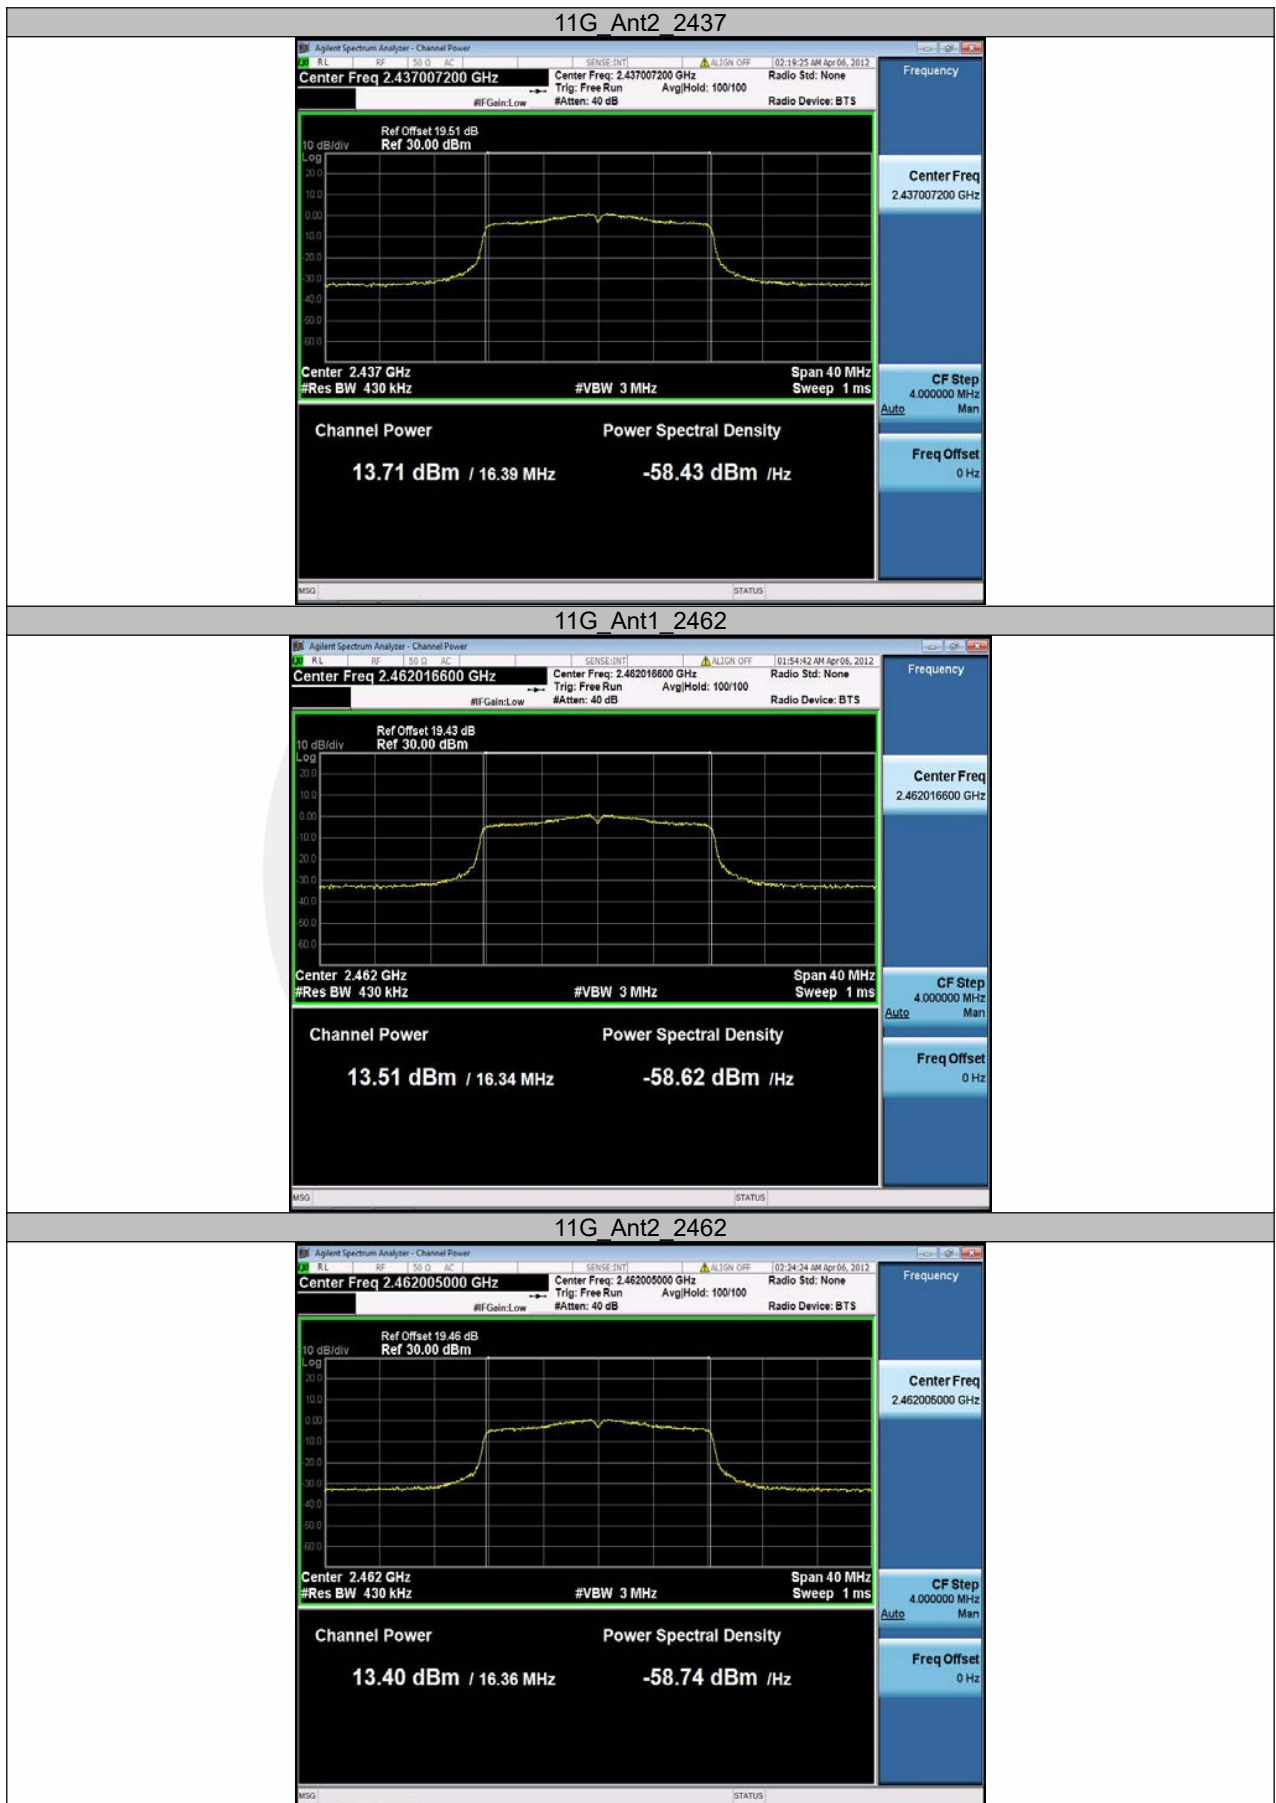 11G_Ant2_2437
Agilent Spectrum Analyzer - Channel Power
RL RF 50 Ω AC SENSE:INT ALIGN OFF 02:19:25 AM Apr 06, 2012
Center Freq 2.437007200 GHz
Center Freq: 2.437007200 GHz
Radio Std: None
Trig: Free Run Avg|Hold: 100/100
#IFGain:Low #Atten: 40 dB Radio Device: BTS
Frequency
Ref Offset 19.51 dB
10 dB/div Ref 30.00 dBm
Log
20.0
10.0
0.00
-10.0
-20.0
-30.0
-40.0
-50.0
-60.0
Center Freq
2.437007200 GHz
Center 2.437 GHz Span 40 MHz
#Res BW 430 kHz #VBW 3 MHz Sweep 1 ms
CF Step
4.000000 MHz
Auto Man
Channel Power Power Spectral Density
13.71 dBm / 16.39 MHz -58.43 dBm /Hz
Freq Offset
0 Hz
MSG STATUS
11G_Ant1_2462
Agilent Spectrum Analyzer - Channel Power
RL RF 50 Ω AC SENSE:INT ALIGN OFF 01:54:42 AM Apr 06, 2012
Center Freq 2.462016600 GHz
Center Freq: 2.462016600 GHz
Radio Std: None
Trig: Free Run Avg|Hold: 100/100
#IFGain:Low #Atten: 40 dB Radio Device: BTS
Frequency
Ref Offset 19.43 dB
10 dB/div Ref 30.00 dBm
Log
20.0
10.0
0.00
-10.0
-20.0
-30.0
-40.0
-50.0
-60.0
Center Freq
2.462016600 GHz
Center 2.462 GHz Span 40 MHz
#Res BW 430 kHz #VBW 3 MHz Sweep 1 ms
CF Step
4.000000 MHz
Auto Man
Channel Power Power Spectral Density
13.51 dBm / 16.34 MHz -58.62 dBm /Hz
Freq Offset
0 Hz
MSG STATUS
11G_Ant2_2462
Agilent Spectrum Analyzer - Channel Power
RL RF 50 Ω AC SENSE:INT ALIGN OFF 02:24:24 AM Apr 06, 2012
Center Freq 2.462005000 GHz
Center Freq: 2.462005000 GHz
Radio Std: None
Trig: Free Run Avg|Hold: 100/100
#IFGain:Low #Atten: 40 dB Radio Device: BTS
Frequency
Ref Offset 19.46 dB
10 dB/div Ref 30.00 dBm
Log
20.0
10.0
0.00
-10.0
-20.0
-30.0
-40.0
-50.0
-60.0
Center Freq
2.462005000 GHz
Center 2.462 GHz Span 40 MHz
#Res BW 430 kHz #VBW 3 MHz Sweep 1 ms
CF Step
4.000000 MHz
Auto Man
Channel Power Power Spectral Density
13.40 dBm / 16.36 MHz -58.74 dBm /Hz
Freq Offset
0 Hz
MSG STATUS